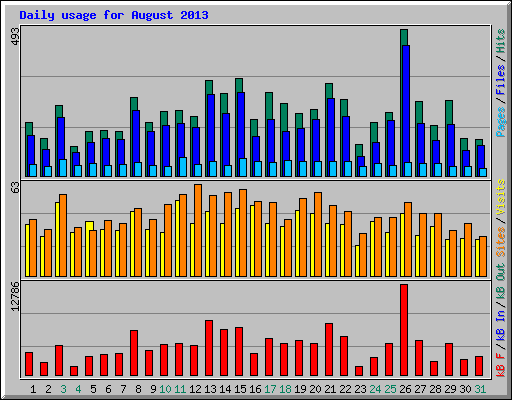 Daily usage for August 2013
493
Pages / Files / Hits
63
Sites / Visits
12786
kB F / kB In / kB Out
1 2 3 4 5 6 7 8 9 10 11 12 13 14 15 16 17 18 19 20 21 22 23 24 25 26 27 28 29 30 31